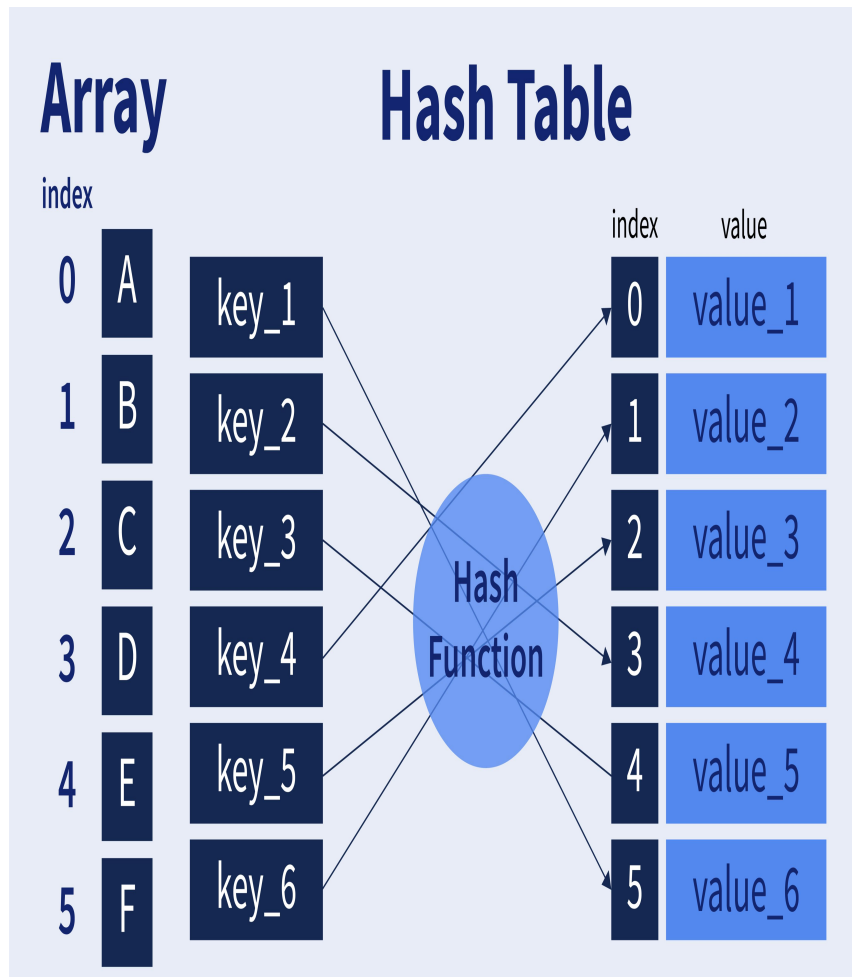 Array
Hash Table
index
0 A
1 B
2 C
3 D
4 E
5 F
key_1
key_2
key_3
key_4
key_5
key_6
Hash
Function
index value
0 value_1
1 value_2
2 value_3
3 value_4
4 value_5
5 value_6